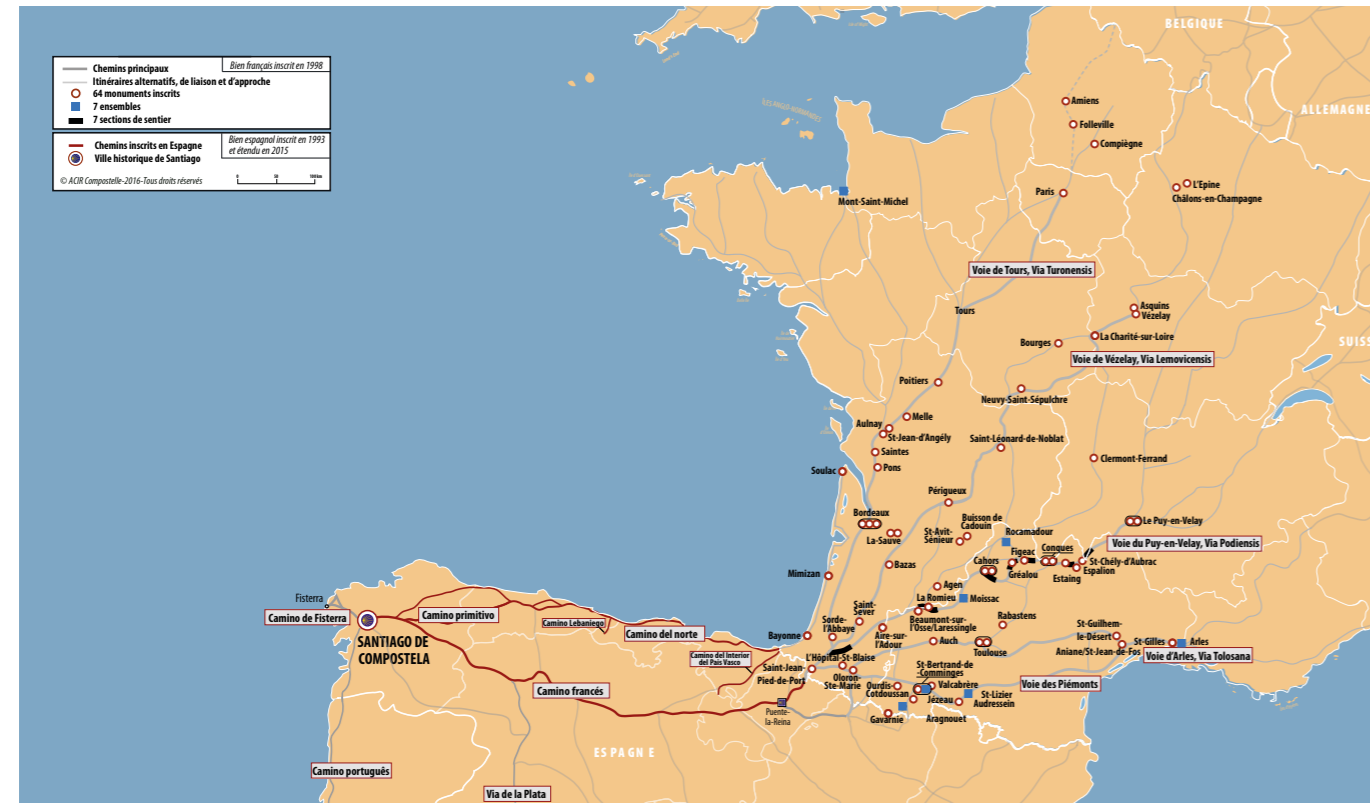 Chemins principaux
Bien français inscrit en 1998
Itinéraires alternatifs, de liaison et d'approche
64 monuments inscrits
7 ensembles
7 sections de sentier
Chemins inscrits en Espagne
Bien espagnol inscrit en 1993
et étendu en 2015
Ville historique de Santiago
© ACIR Compostelle-2016-Tous droits réservés
0 50 100 km
BELGIQUE
ALLEMAGNE
SUISS
ESPAGNE
Amiens
Folleville
Compiègne
L'Epine
Châlons-en-Champagne
Paris
Mont-Saint-Michel
Voie de Tours, Via Turonensis
Tours
Asquins
Vézelay
La Charité-sur-Loire
Bourges
Voie de Vézelay, Via Lemovicensis
Poitiers
Neuvy-Saint-Sépulchre
Melle
Aulnay
St-Jean-d'Angély
Saint-Léonard-de-Noblat
Saintes
Clermont-Ferrand
Pons
Soulac
Périgueux
Bordeaux
La-Sauve
St-Avit-
Sénieur
Buisson de
Cadouin
Rocamadour
Le Puy-en-Velay
Voie du Puy-en-Velay, Via Podiensis
Figeac
Conques
Cahors
Gréalou
St-Chély-d'Aubrac
Espalion
Estaing
Bazas
Mimizan
Agen
Moissac
La Romieu
Beaumont-sur-
l'Osse/Laressingle
Rabastens
Saint-
Sever
Sorde-
l'Abbaye
Aire-sur-
l'Adour
Auch
Toulouse
St-Guilhem-
le-Désert
Aniane/St-Jean-de-Fos
St-Gilles
Arles
Voie d'Arles, Via Tolosana
Bayonne
L'Hôpital-St-Blaise
Saint-Jean-
Pied-de-Port
Oloron-
Ste-Marie
St-Bertrand-de
-Comminges
Valcabrère
Ourdis-
Cotdoussan
Jézeau
St-Lizier
Audressein
Gavarnie
Aragnouet
Voie des Piémonts
Fisterra
Camino de Fisterra
SANTIAGO DE
COMPOSTELA
Camino primitivo
Camino Lebaniego
Camino del norte
Camino del Interior
del País Vasco
Camino francés
Puente-
la-Reina
Camino português
Via de la Plata